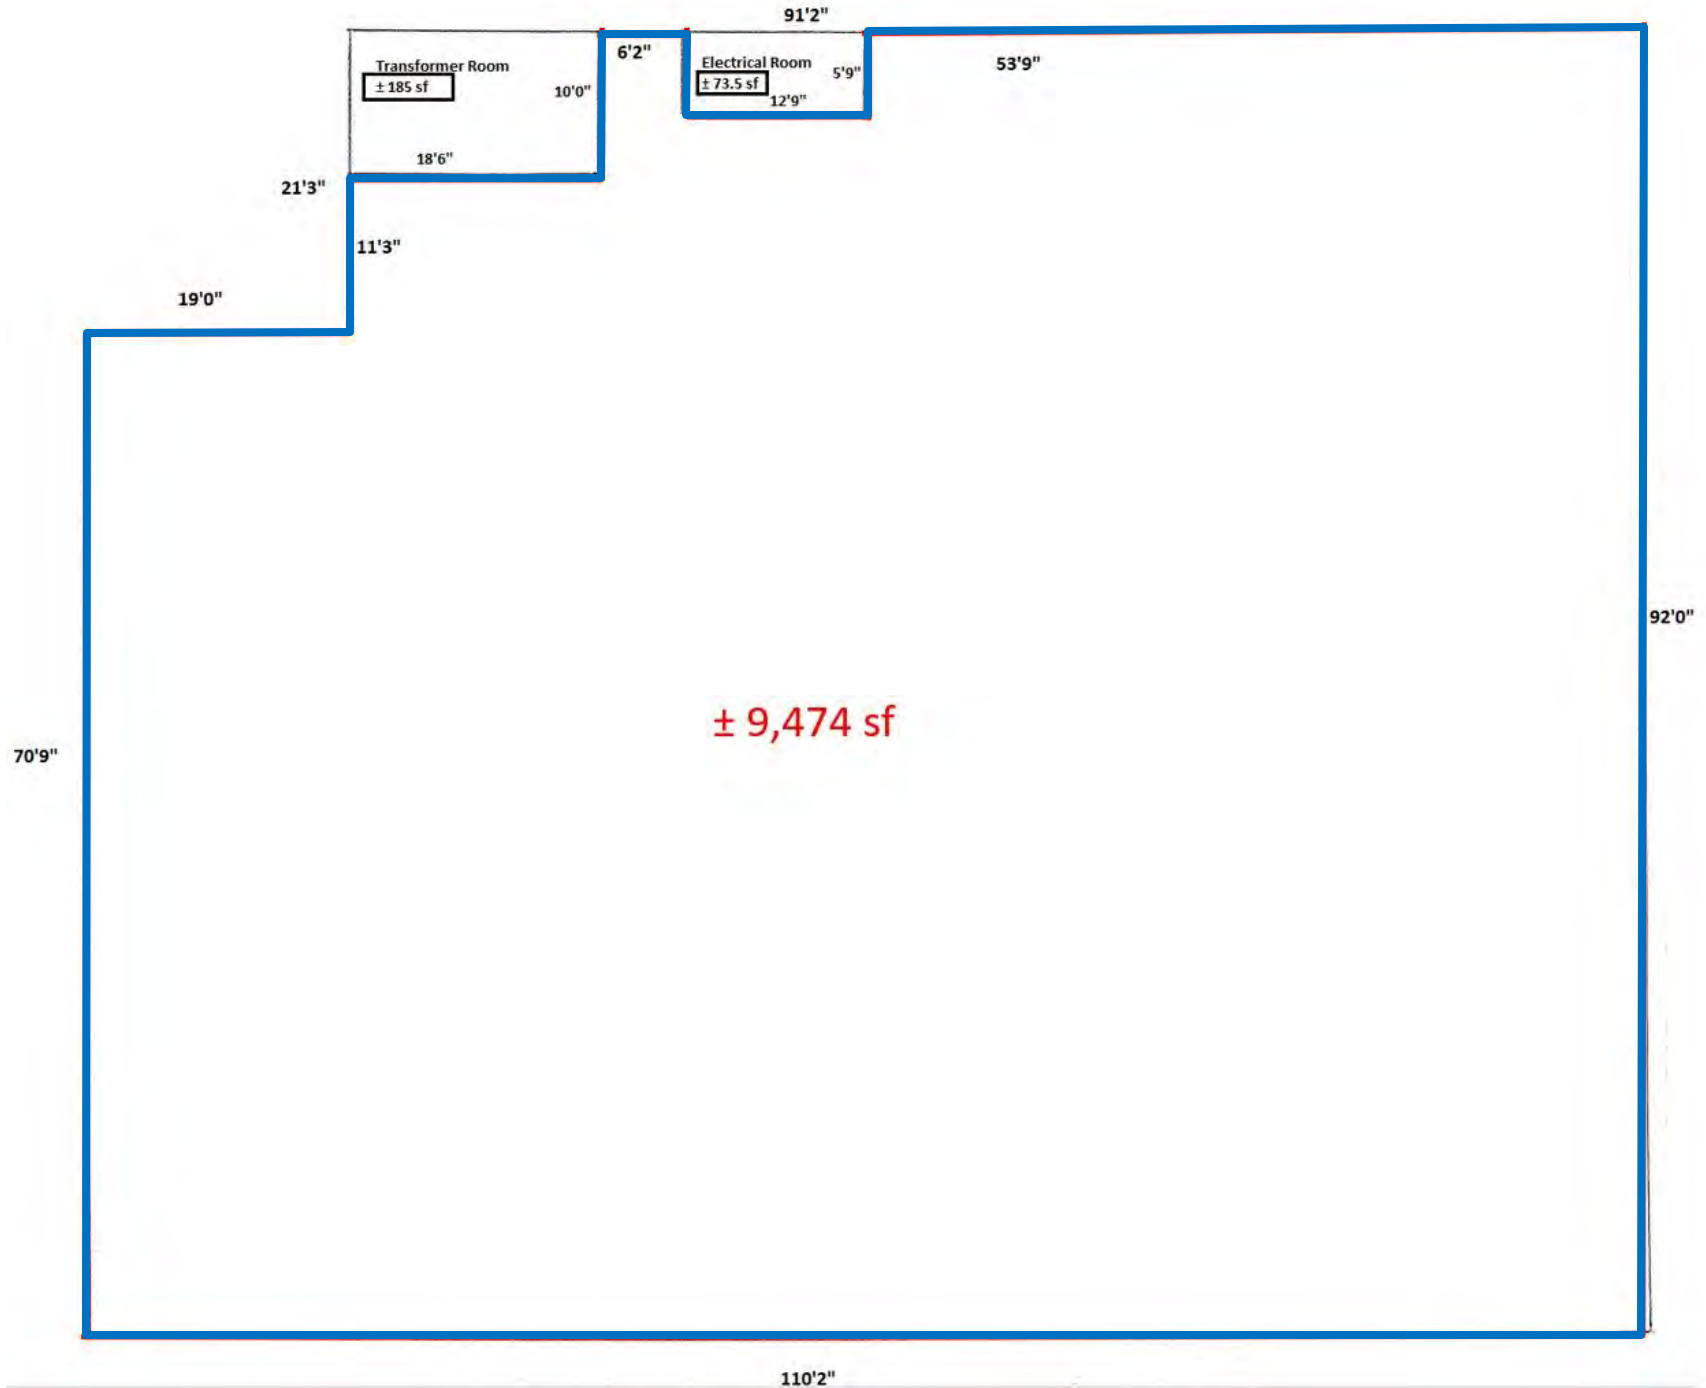 91'2"
6'2"
53'9"
Transformer Room
± 185 sf
Electrical Room
± 73.5 sf
5'9"
10'0"
12'9"
18'6"
21'3"
11'3"
19'0"
92'0"
± 9,474 sf
70'9"
110'2"